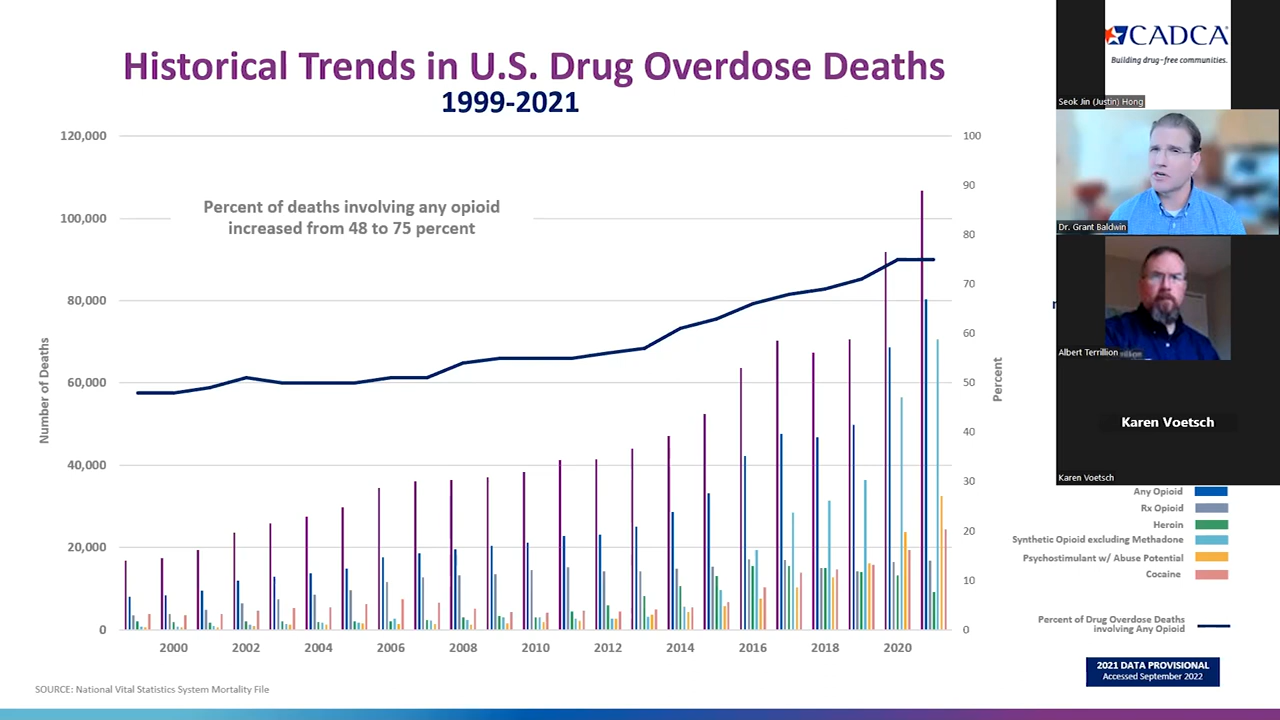 Historical Trends in U.S. Drug Overdose Deaths
1999-2021
120,000
100,000
80,000
60,000
40,000
20,000
0
Number of Deaths
Percent of deaths involving any opioid
increased from 48 to 75 percent
100
90
80
70
60
50
40
30
20
10
0
Percent
2000
2002
2004
2006
2008
2010
2012
2014
2016
2018
2020
SOURCE: National Vital Statistics System Mortality File
CADCA
Building drug-free communities.
Seok Jin (Justin) Hong
Dr. Grant Baldwin
Albert Terrillion
Karen Voetsch
Karen Voetsch
Any Opioid
Rx Opioid
Heroin
Synthetic Opioid excluding Methadone
Psychostimulant w/ Abuse Potential
Cocaine
Percent of Drug Overdose Deaths
involving Any Opioid
2021 DATA PROVISIONAL
Accessed September 2022